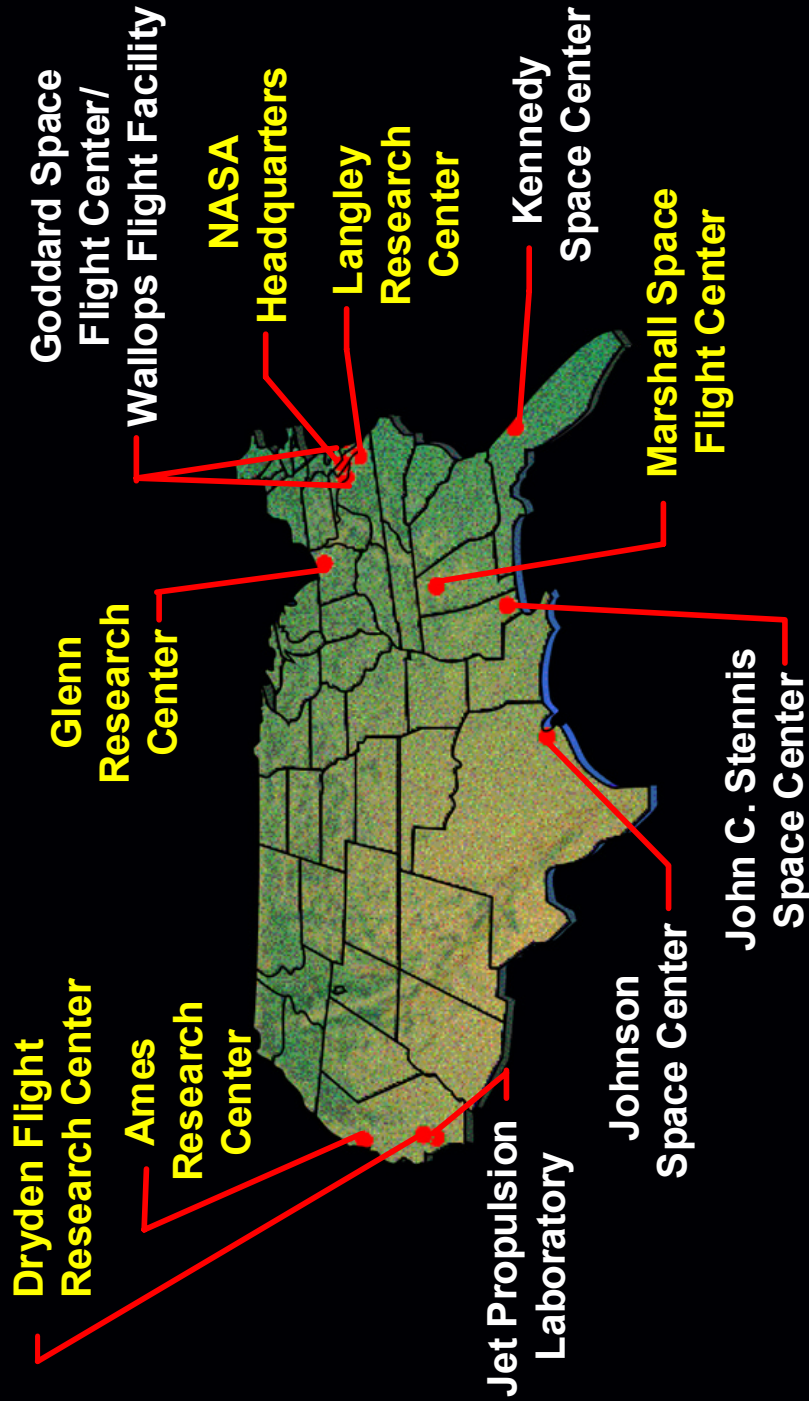 Dryden Flight
Research Center
Ames
Research
Center
Glenn
Research
Center
Goddard Space
Flight Center/
Wallops Flight Facility
NASA
Headquarters
Langley
Research
Center
Kennedy
Space Center
Marshall Space
Flight Center
John C. Stennis
Space Center
Johnson
Space Center
Jet Propulsion
Laboratory